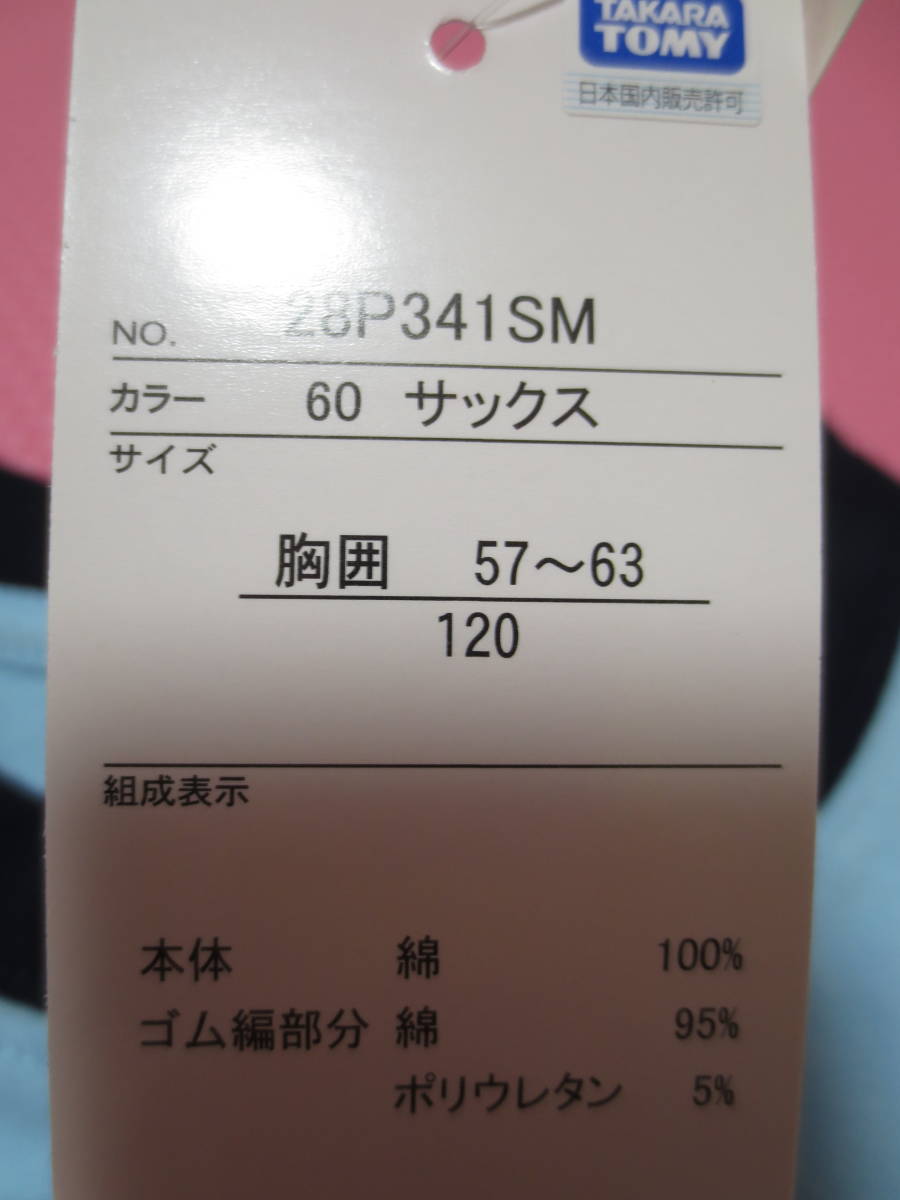 TAKARA
TOMY
日本国内販売許可
NO. 28P341SM
カラー 60 サックス
サイズ
胸囲 57～63
120
組成表示
本体 綿 100%
ゴム編部分 綿 95%
ポリウレタン 5%